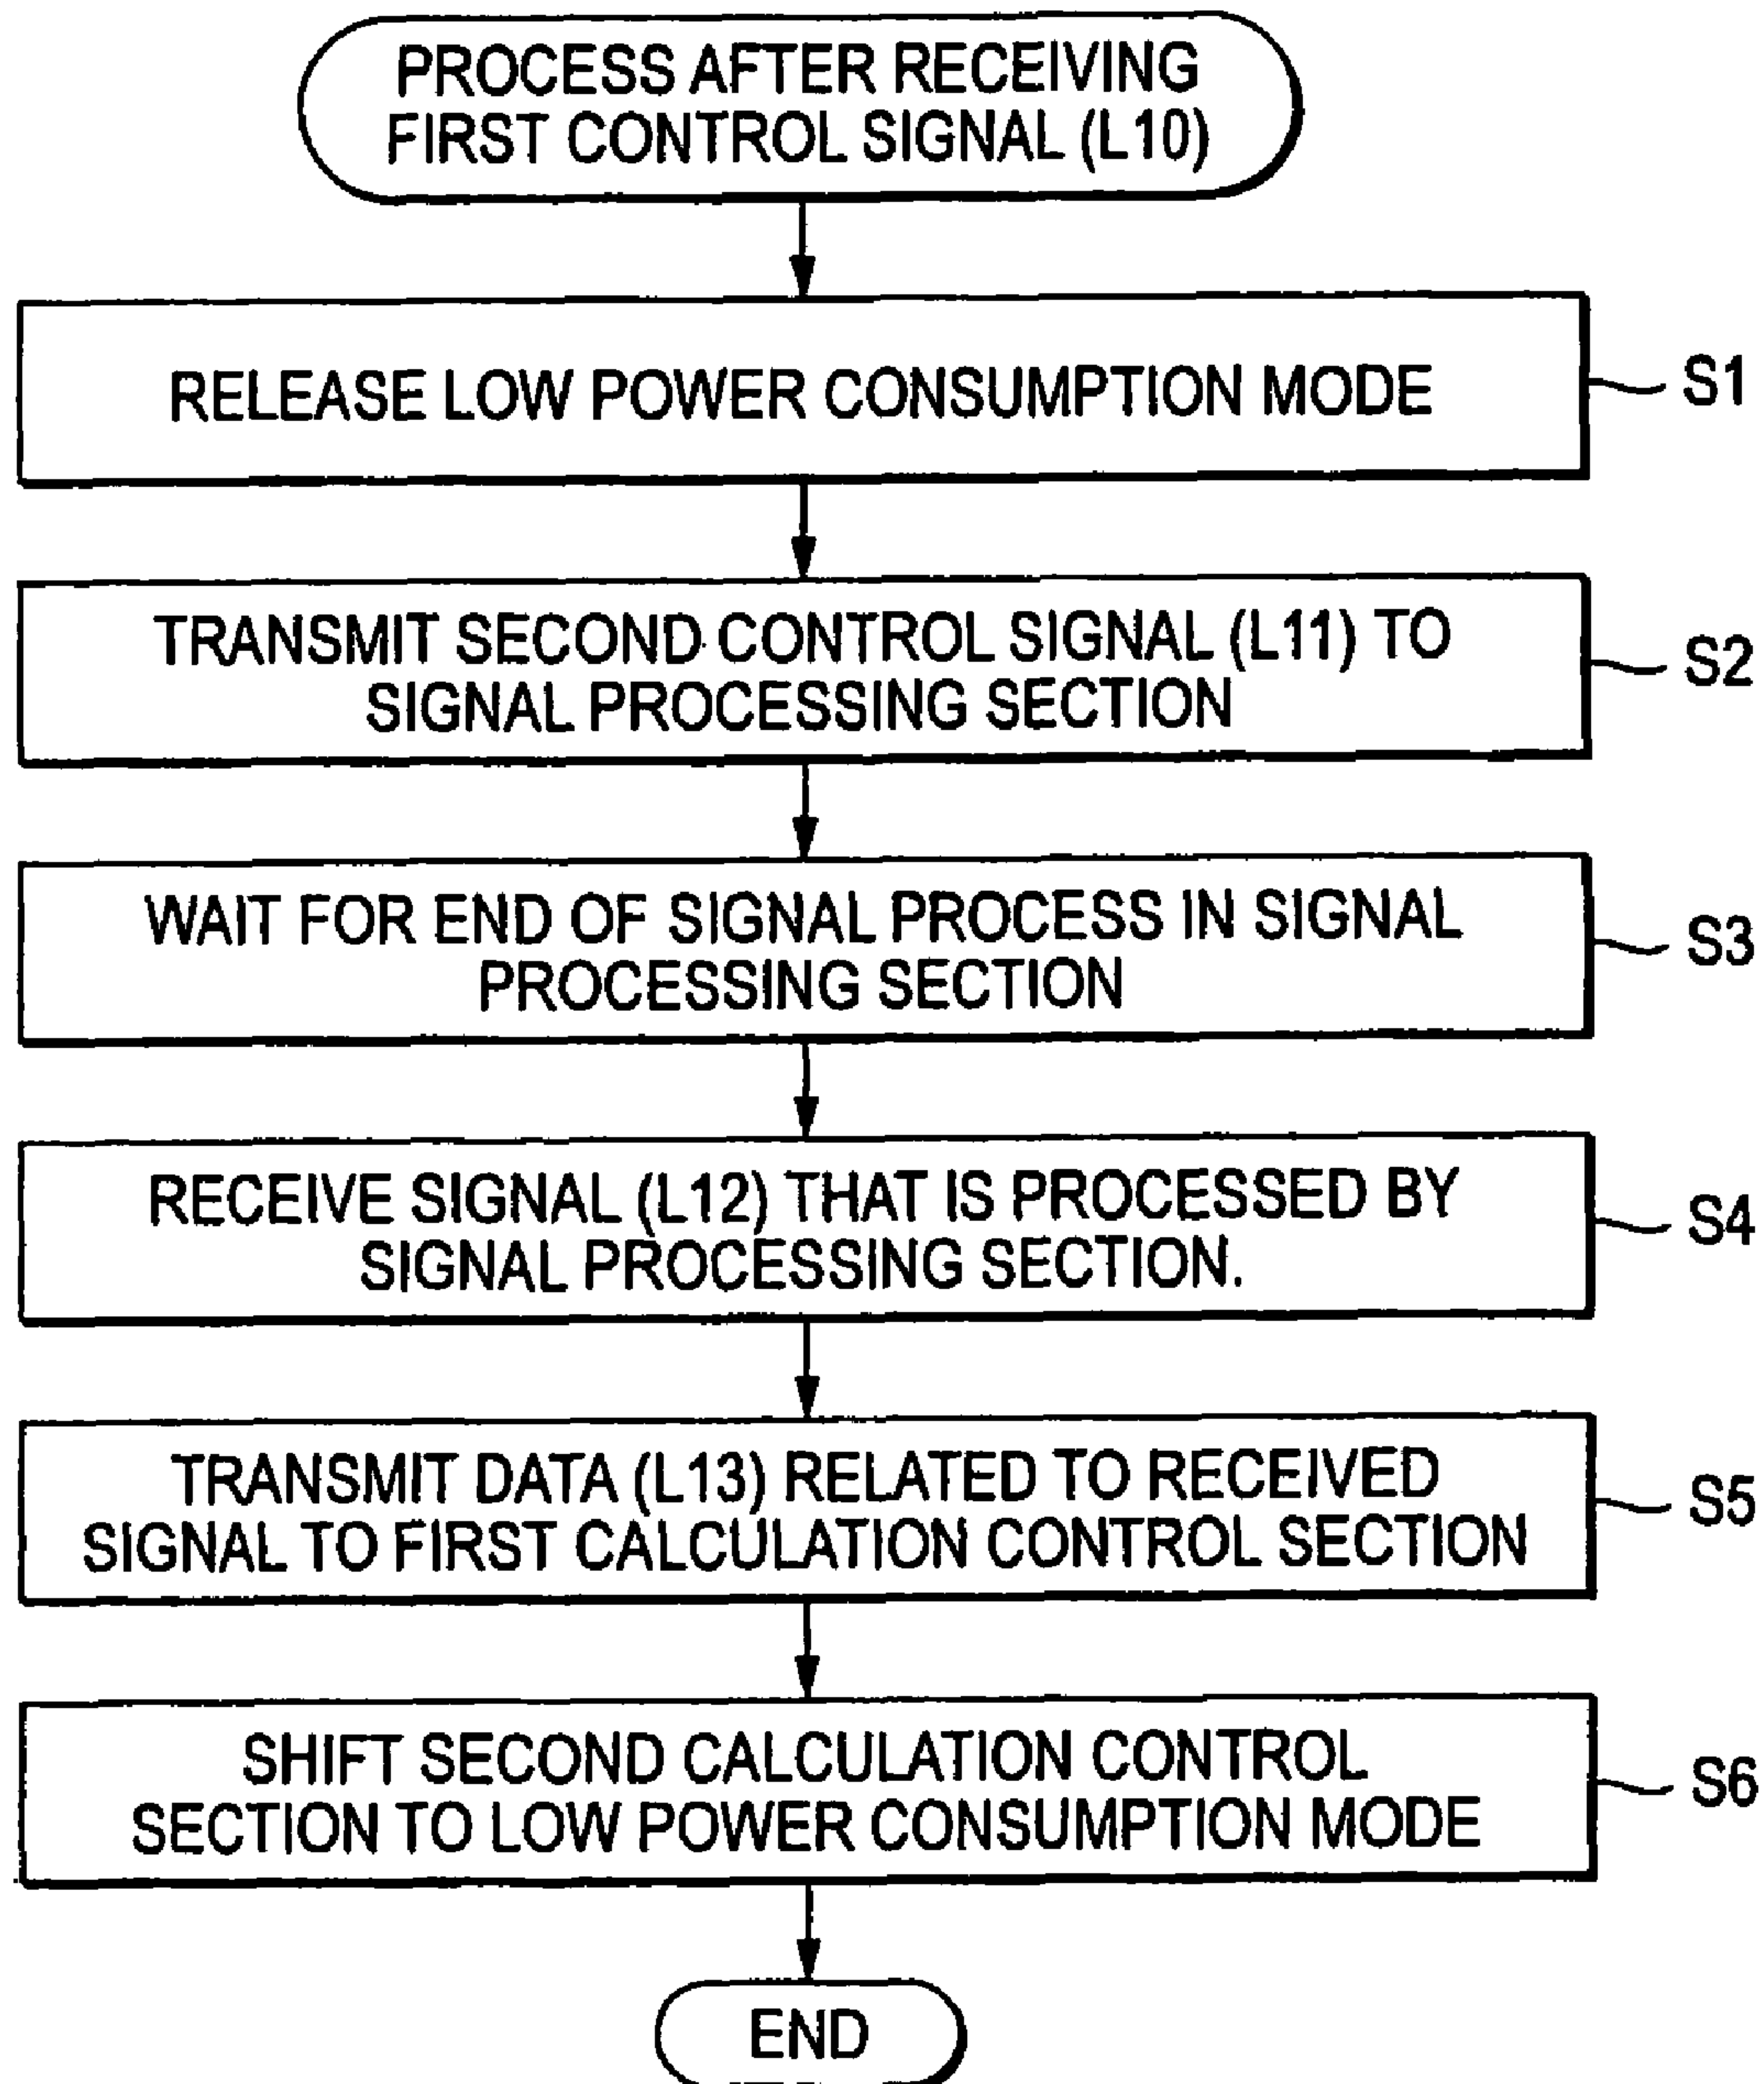 PROCESS AFTER RECEIVING
FIRST CONTROL SIGNAL (L10)
RELEASE LOW POWER CONSUMPTION MODE
S1
TRANSMIT SECOND CONTROL SIGNAL (L11) TO
SIGNAL PROCESSING SECTION
S2
WAIT FOR END OF SIGNAL PROCESS IN SIGNAL
PROCESSING SECTION
S3
RECEIVE SIGNAL (L12) THAT IS PROCESSED BY
SIGNAL PROCESSING SECTION.
S4
TRANSMIT DATA (L13) RELATED TO RECEIVED
SIGNAL TO FIRST CALCULATION CONTROL SECTION
S5
SHIFT SECOND CALCULATION CONTROL
SECTION TO LOW POWER CONSUMPTION MODE
S6
END